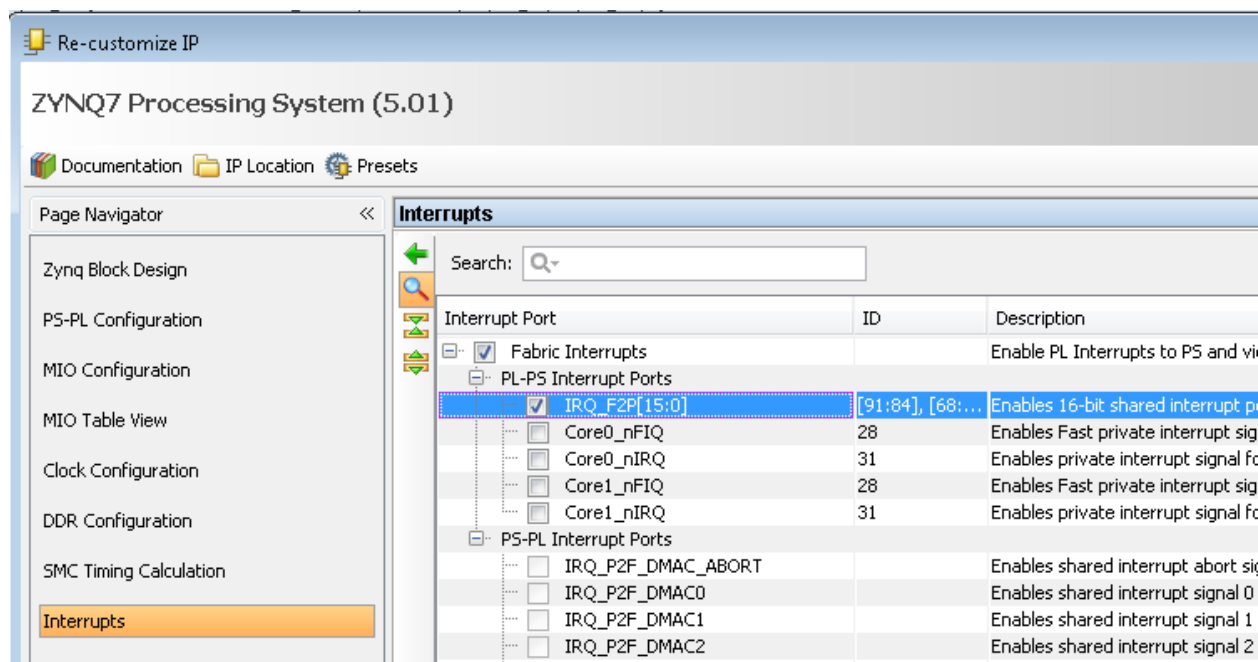 Re-customize IP
ZYNQ7 Processing System (5.01)
Documentation IP Location Presets
Page Navigator «
Zynq Block Design
PS-PL Configuration
MIO Configuration
MIO Table View
Clock Configuration
DDR Configuration
SMC Timing Calculation
Interrupts
Interrupts
Search:
Interrupt Port ID Description
Fabric Interrupts Enable PL Interrupts to PS and
PL-PS Interrupt Ports
IRQ_F2P[15:0] [91:84], [68:... Enables 16-bit shared interrupt
Core0_nFIQ 28 Enables Fast private interrupt
Core0_nIRQ 31 Enables private interrupt signal
Core1_nFIQ 28 Enables Fast private interrupt
Core1_nIRQ 31 Enables private interrupt signal
PS-PL Interrupt Ports
IRQ_P2F_DMAC_ABORT Enables shared interrupt abort
IRQ_P2F_DMAC0 Enables shared interrupt signal 0
IRQ_P2F_DMAC1 Enables shared interrupt signal 1
IRQ_P2F_DMAC2 Enables shared interrupt signal 2